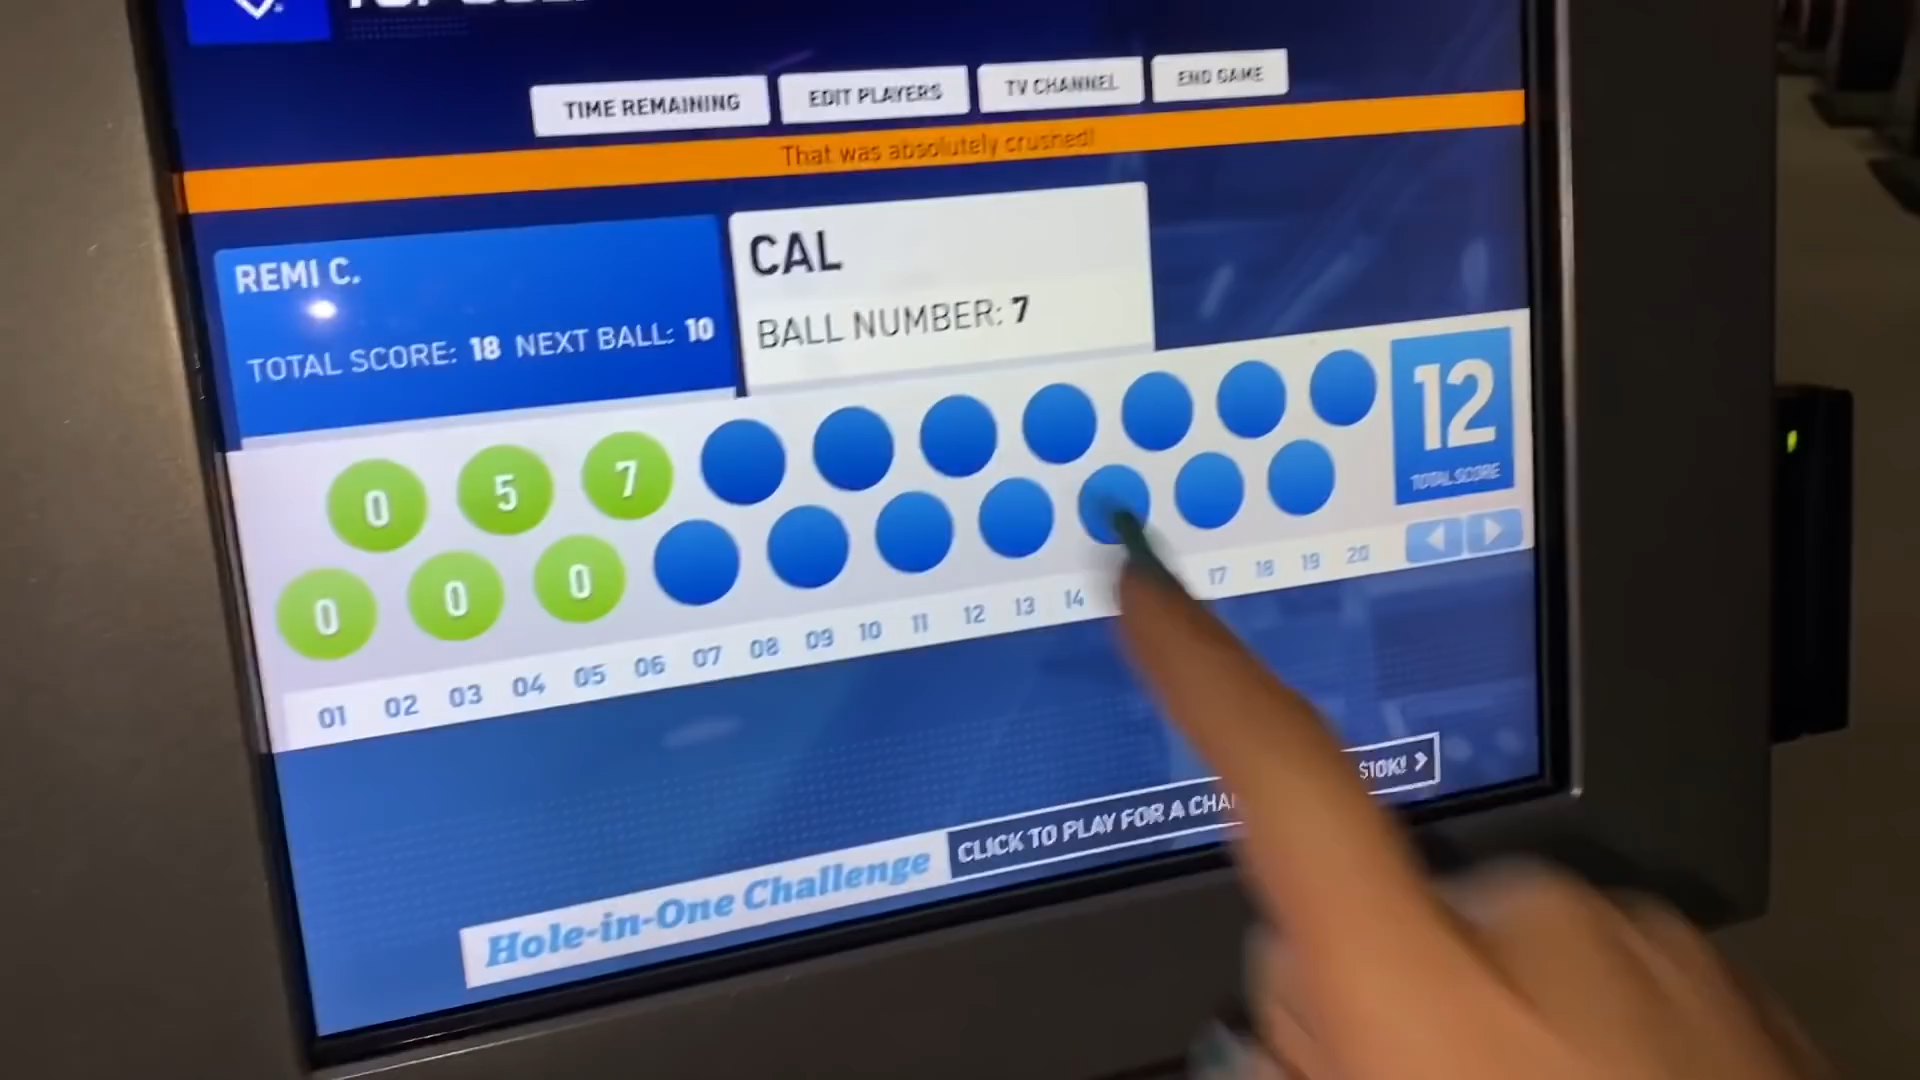 TIME REMAINING
EDIT PLAYERS
TV CHANNEL
END GAME
That was absolutely crushed!
REMI C.
TOTAL SCORE: 18 NEXT BALL: 10
CAL
BALL NUMBER: 7
0 5 7
0 0 0
12
TOTAL SCORE
01 02 03 04 05 06 07 08 09 10 11 12 13 14 17 18 19 20
Hole-in-One Challenge
CLICK TO PLAY FOR A CHA
$10K! >